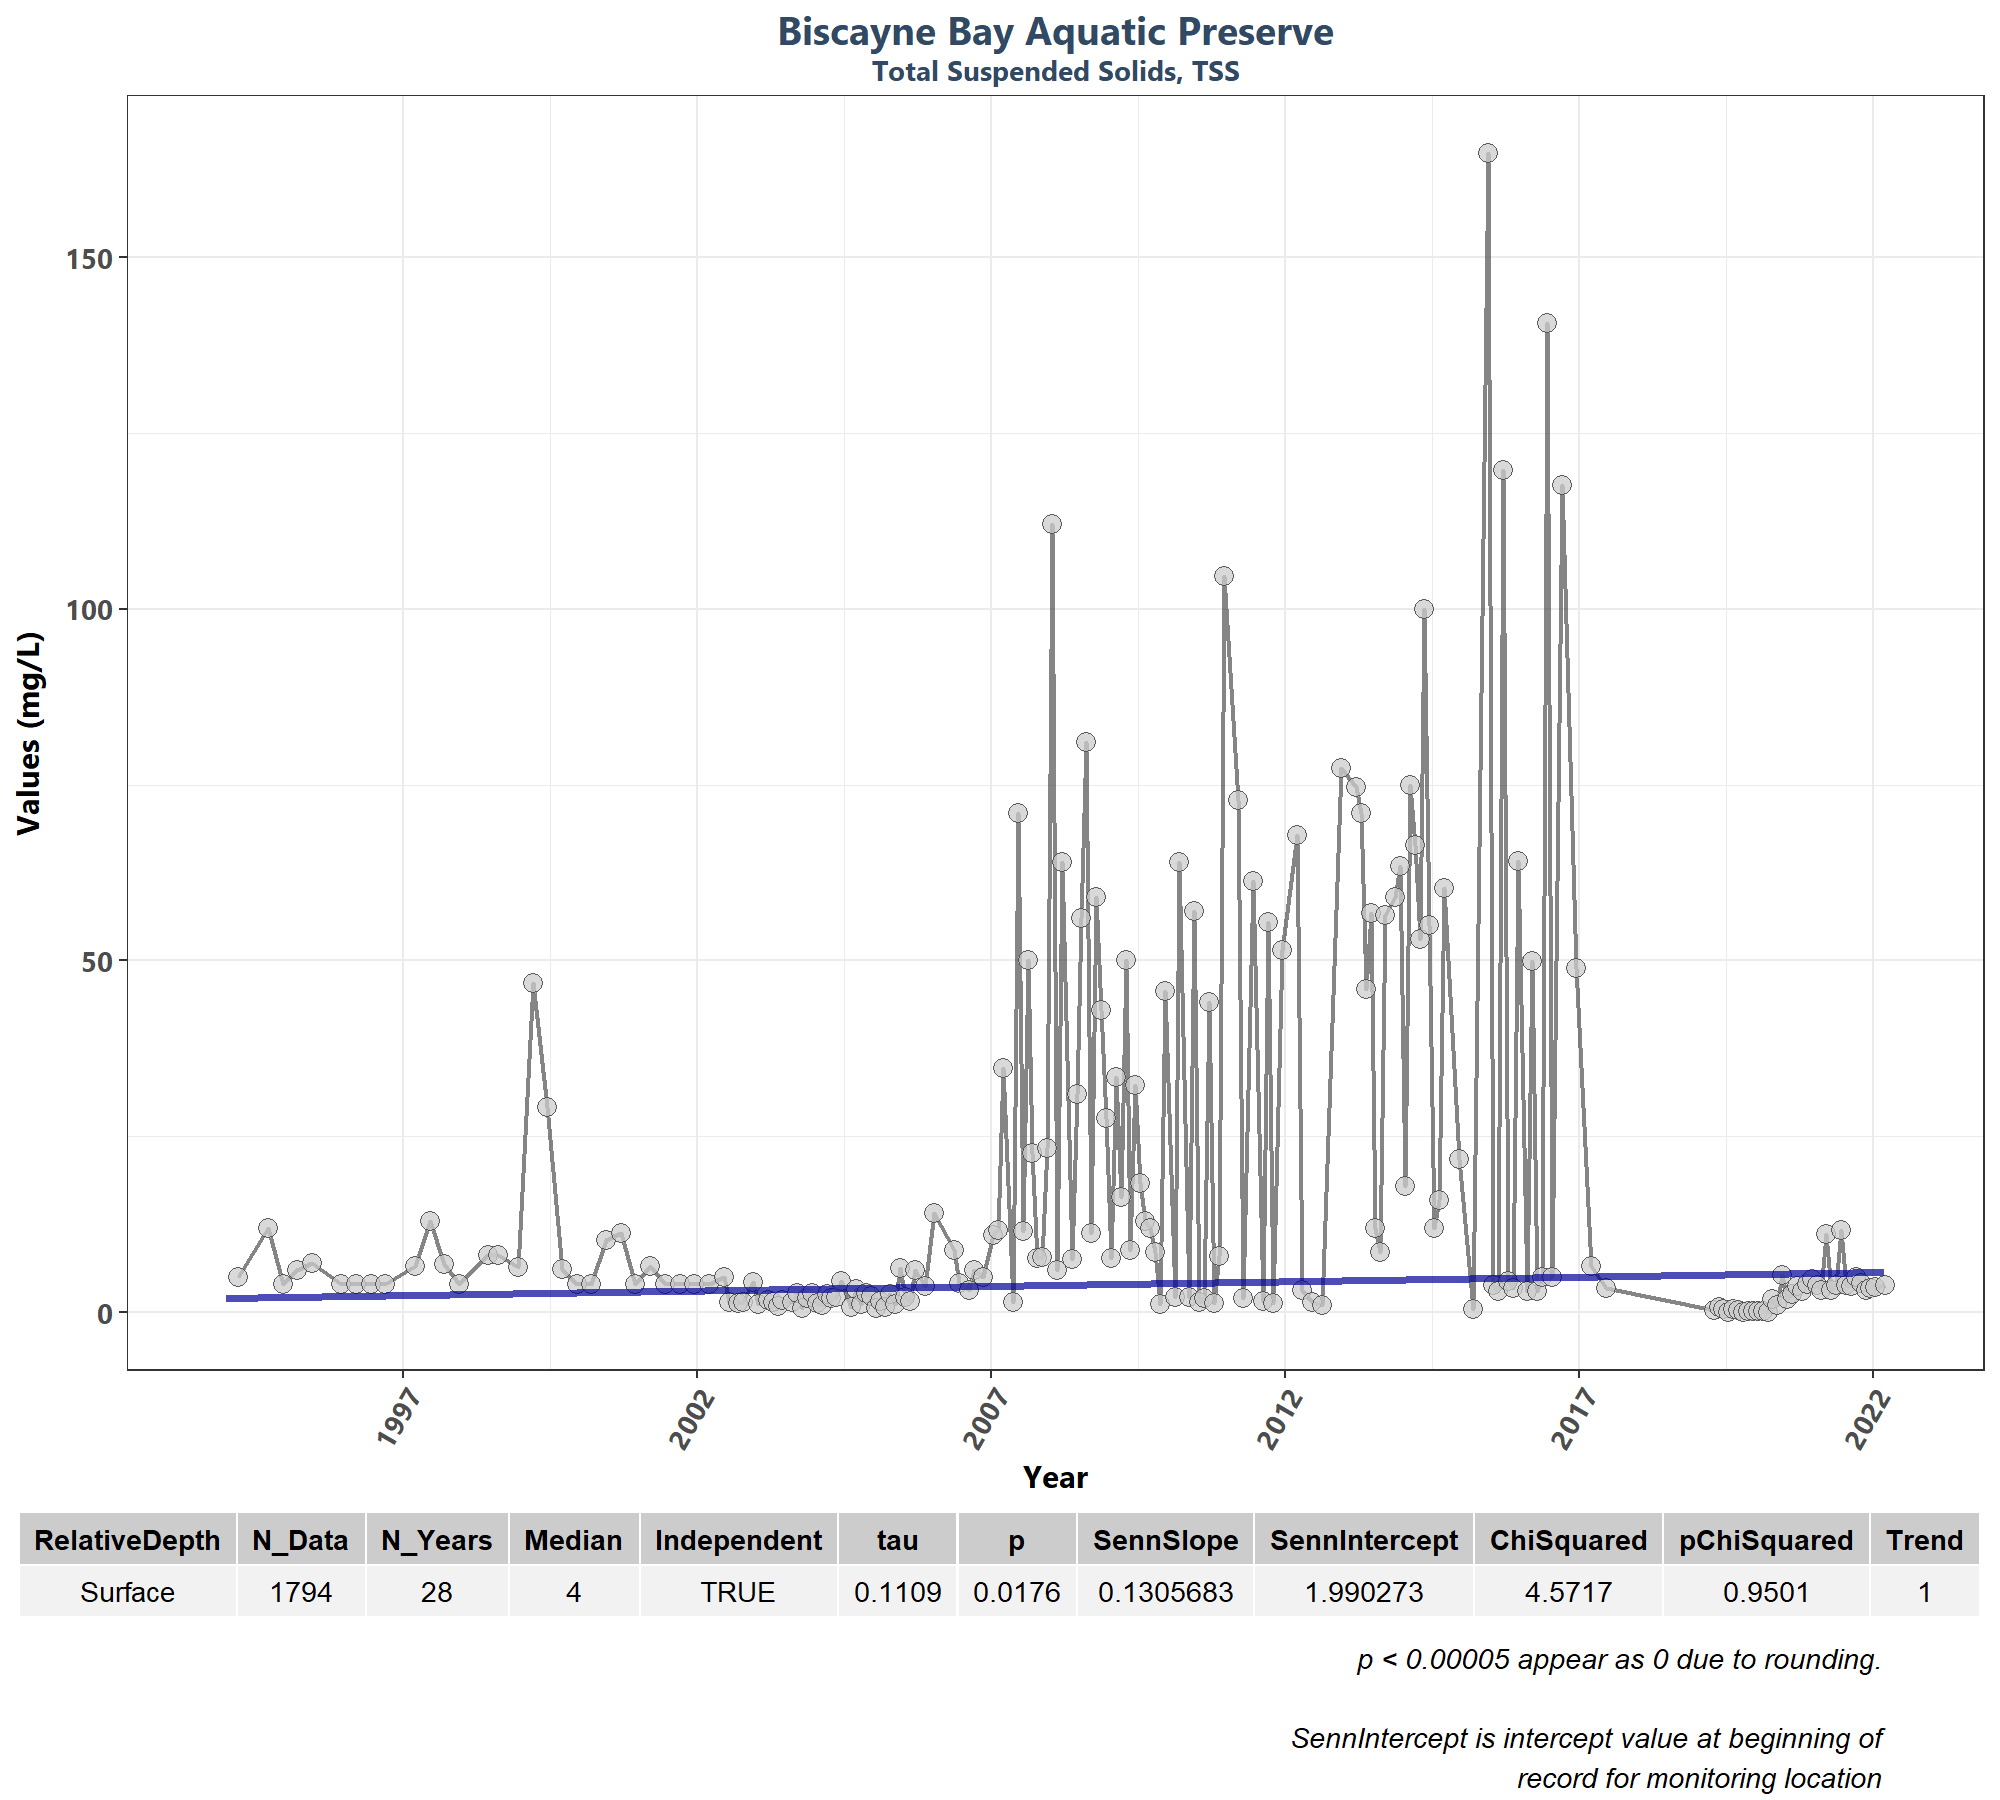 Biscayne Bay Aquatic Preserve
Total Suspended Solids, TSS
Values (mg/L)
150
100
50
0
1997 2002 2007 2012 2017 2022
Year
RelativeDepth N_Data N_Years Median Independent tau p SennSlope SennIntercept ChiSquared pChiSquared Trend
Surface 1794 28 4 TRUE 0.1109 0.0176 0.1305683 1.990273 4.5717 0.9501 1
p < 0.00005 appear as 0 due to rounding.
SennIntercept is intercept value at beginning of
record for monitoring location